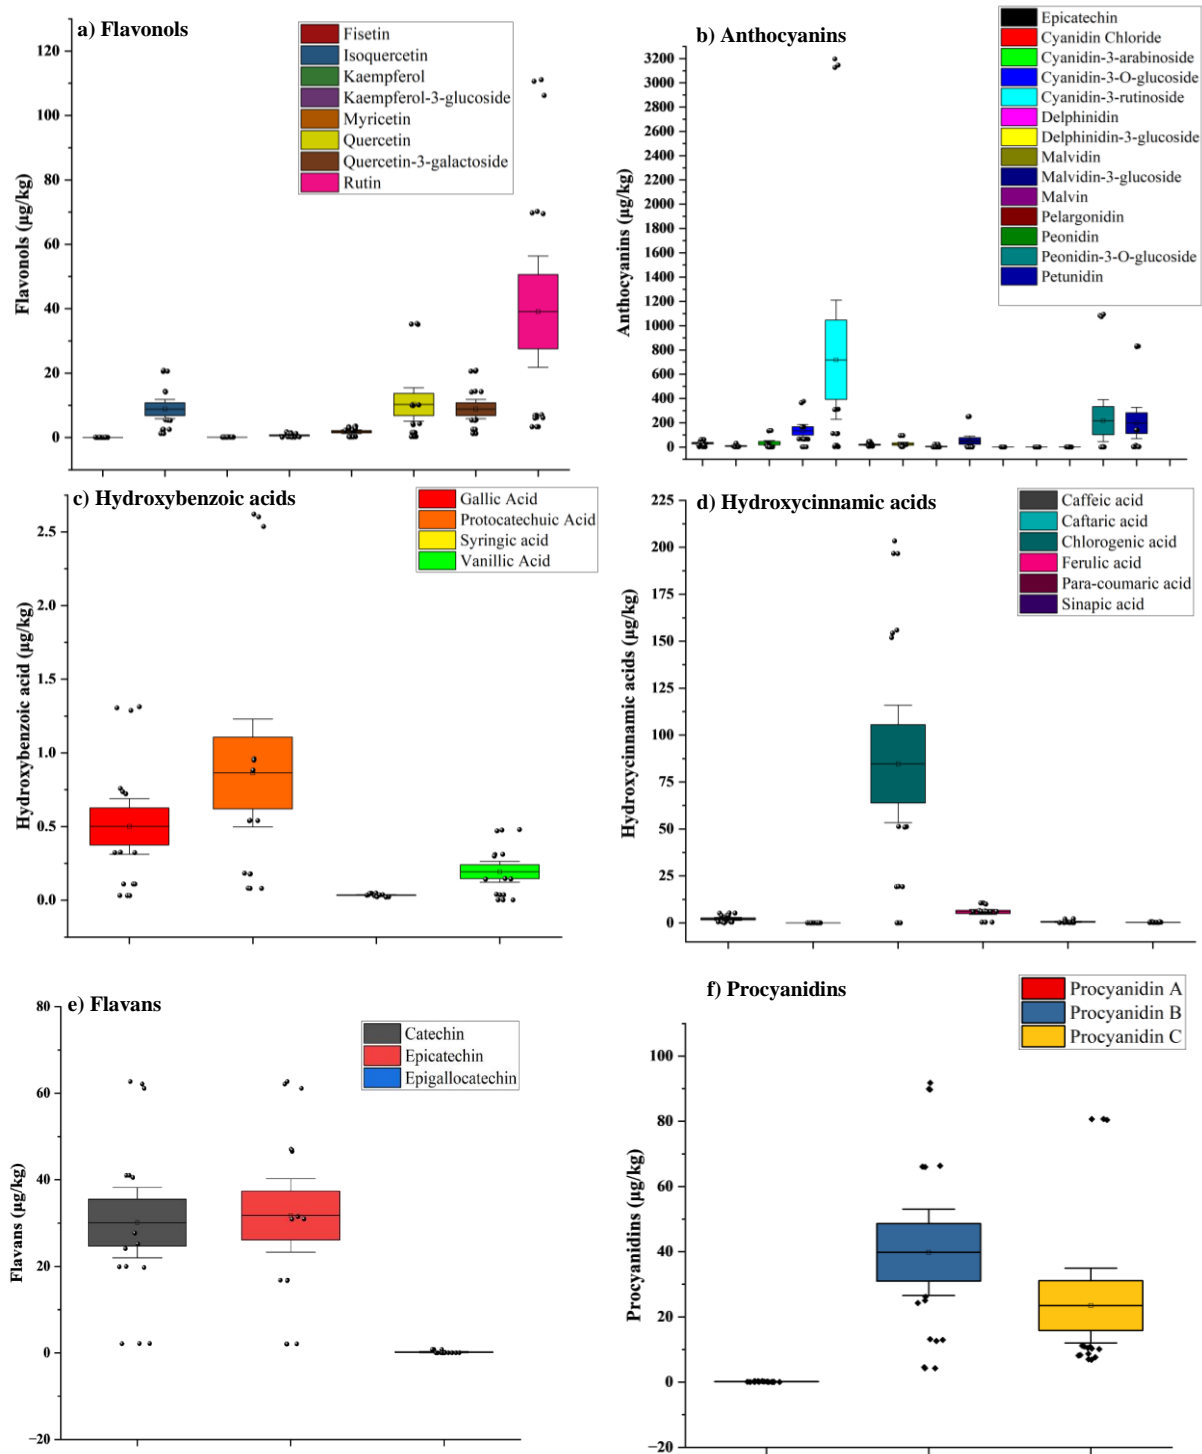 a) Flavonols
Fisetin
Isoquercetin
Kaempferol
Kaempferol-3-glucoside
Myricetin
Quercetin
Quercetin-3-galactoside
Rutin
Flavonols (µg/kg)
120
100
80
60
40
20
0
b) Anthocyanins
Epicatechin
Cyanidin Chloride
Cyanidin-3-arabinoside
Cyanidin-3-O-glucoside
Cyanidin-3-rutinoside
Delphinidin
Delphinidin-3-glucoside
Malvidin
Malvidin-3-glucoside
Malvin
Pelargonidin
Peonidin
Peonidin-3-O-glucoside
Petunidin
Anthocyanins (µg/kg)
3200
3000
2800
2600
2400
2200
2000
1800
1600
1400
1200
1000
800
600
400
200
0
c) Hydroxybenzoic acids
Gallic Acid
Protocatechuic Acid
Syringic acid
Vanillic Acid
Hydroxybenzoic acid (µg/kg)
2.5
2.0
1.5
1.0
0.5
0.0
d) Hydroxycinnamic acids
Caffeic acid
Caftaric acid
Chlorogenic acid
Ferulic acid
Para-coumaric acid
Sinapic acid
Hydroxycinnamic acids (µg/kg)
225
200
175
150
125
100
75
50
25
0
e) Flavans
Catechin
Epicatechin
Epigallocatechin
Flavans (µg/kg)
80
60
40
20
0
−20
f) Procyanidins
Procyanidin A
Procyanidin B
Procyanidin C
Procyanidins (µg/kg)
100
80
60
40
20
0
−20